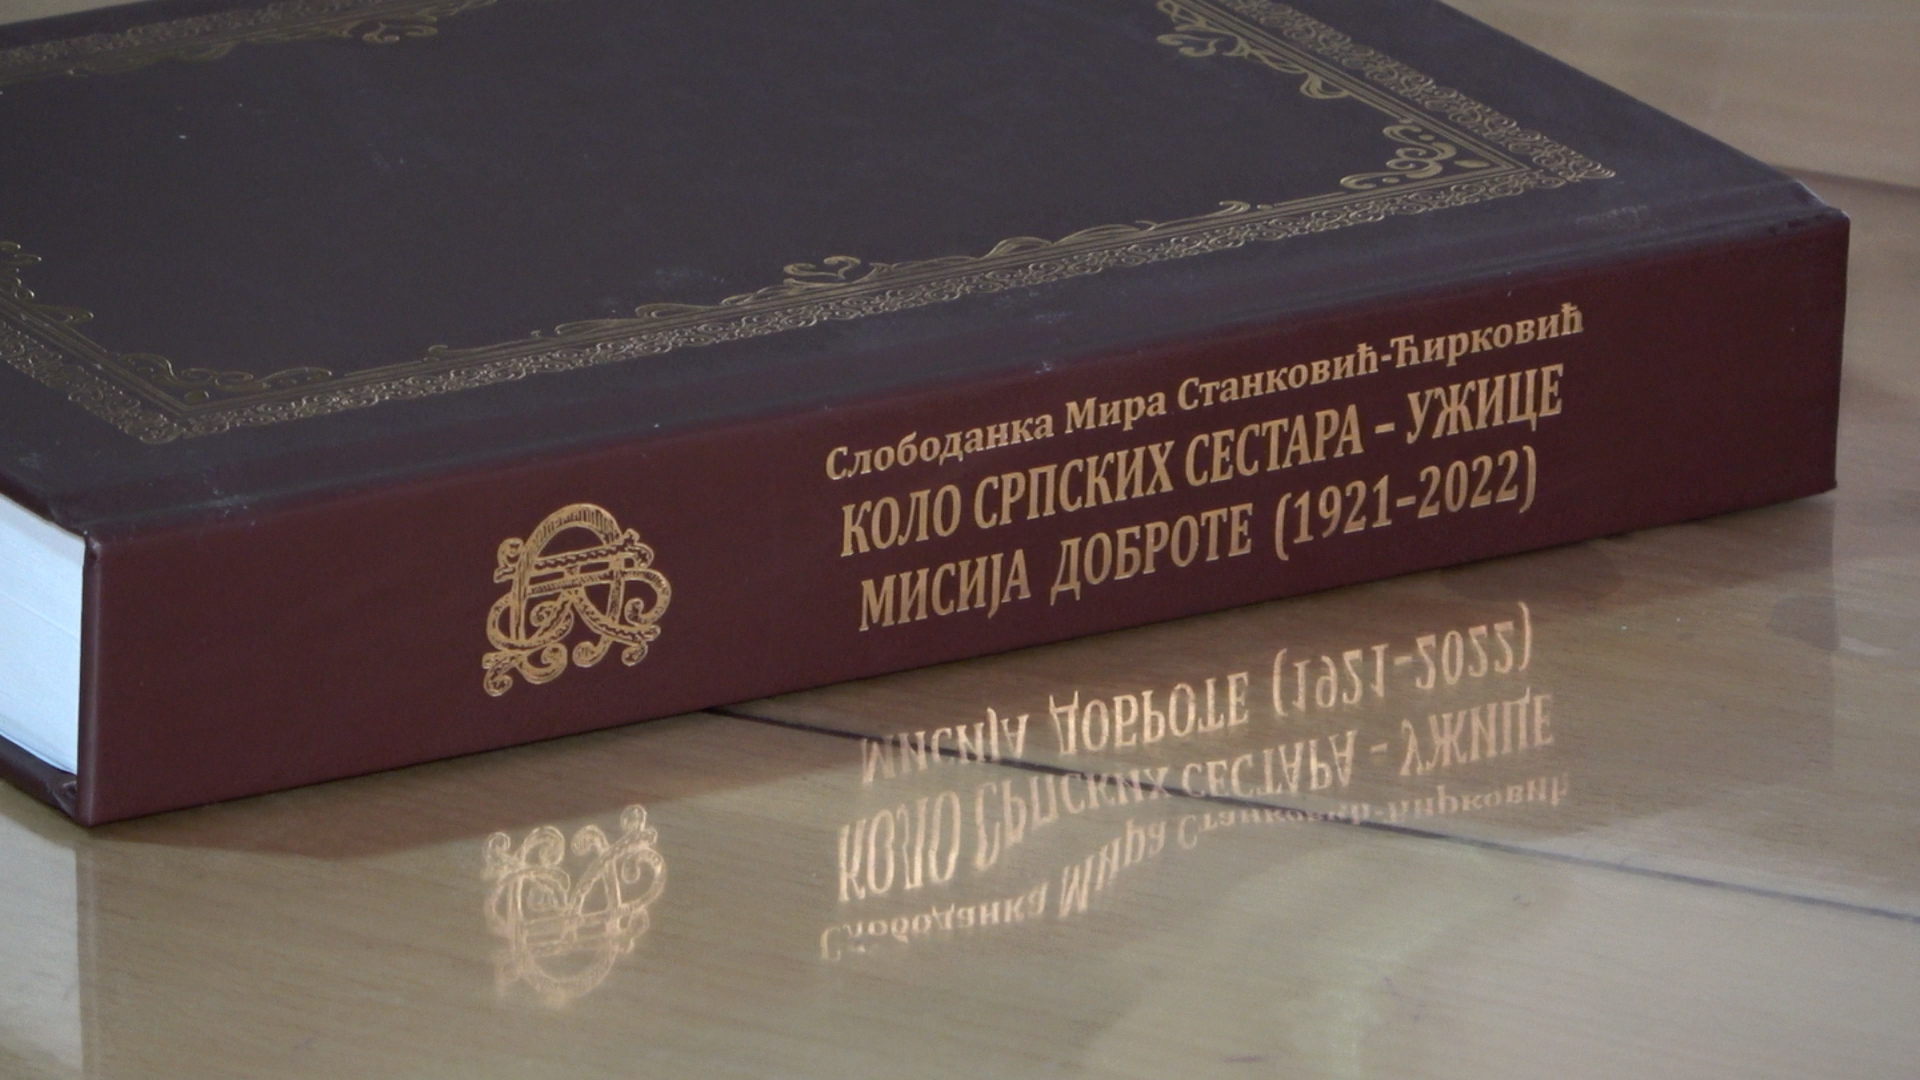 Слободанка Мира Станковић-Ћирковић
КОЛО СРПСКИХ СЕСТАРА – УЖИЦЕ
МИСИЈА ДОБРОТЕ (1921–2022)